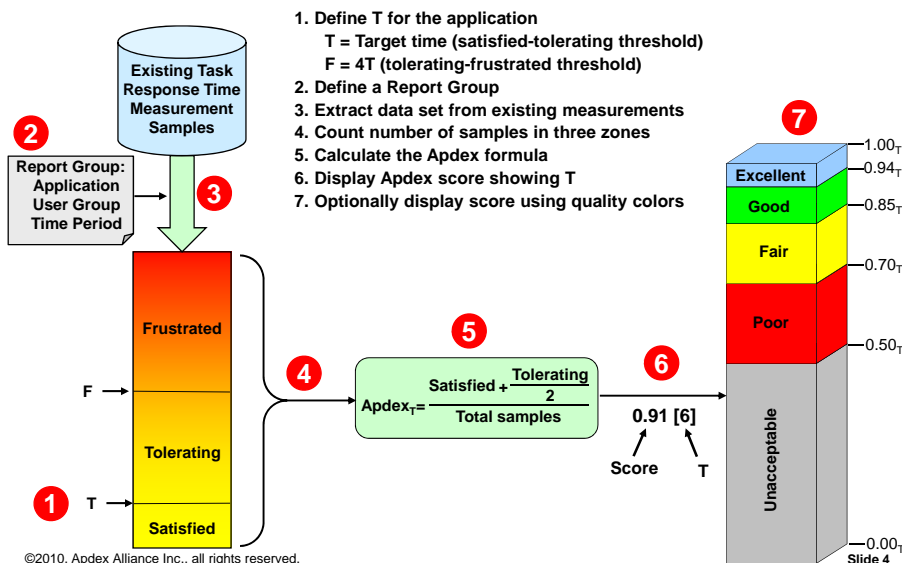 1. Define T for the application
T = Target time (satisfied-tolerating threshold)
F = 4T (tolerating-frustrated threshold)
2. Define a Report Group
3. Extract data set from existing measurements
4. Count number of samples in three zones
5. Calculate the Apdex formula
6. Display Apdex score showing T
7. Optionally display score using quality colors
Existing Task
Response Time
Measurement
Samples
2
Report Group:
Application
User Group
Time Period
3
Frustrated
F
Tolerating
1
T
Satisfied
4
5
ApdexT=
Satisfied + Tolerating
2
Total samples
6
0.91 [6]
Score
T
7
1.00T
Excellent
0.94T
Good
0.85T
Fair
0.70T
Poor
0.50T
Unacceptable
0.00T
©2010, Apdex Alliance Inc., all rights reserved.
Slide 4